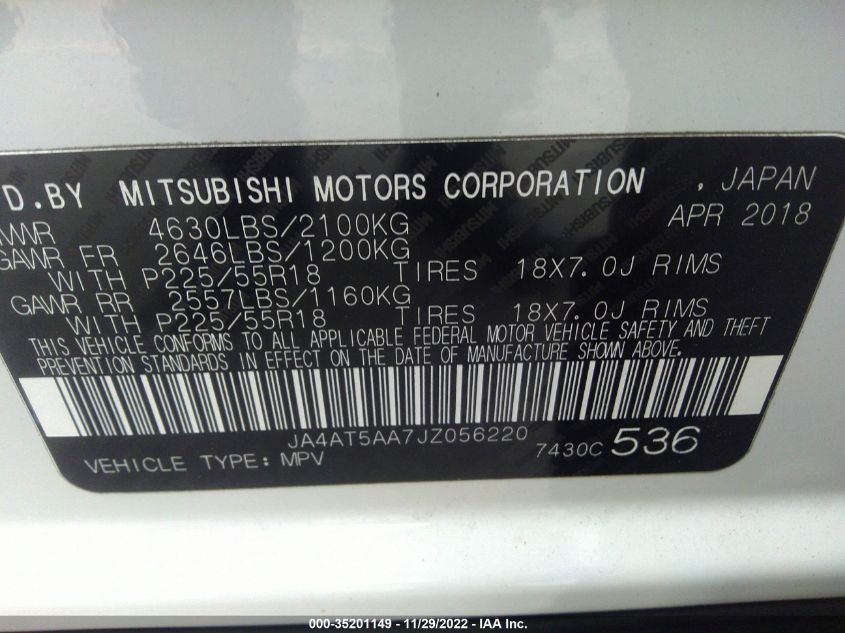 D.BY MITSUBISHI MOTORS CORPORATION , JAPAN
APR 2018
VWR 4630LBS/2100KG
GAWR FR 2646LBS/1200KG
WITH P225/55R18 TIRES 18X7.0J RIMS
GAWR RR 2557LBS/1160KG
WITH P225/55R18 TIRES 18X7.0J RIMS
THIS VEHICLE CONFORMS TO ALL APPLICABLE FEDERAL MOTOR VEHICLE SAFETY AND THEFT
PREVENTION STANDARDS IN EFFECT ON THE DATE OF MANUFACTURE SHOWN ABOVE.
JA4AT5AA7JZ056220
VEHICLE TYPE: MPV 7430C 536
000-35201149 - 11/29/2022 - IAA Inc.